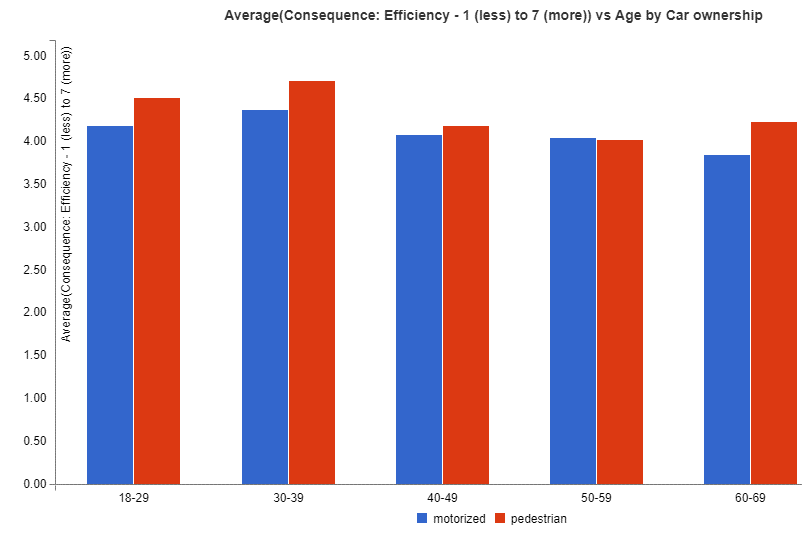 Average(Consequence: Efficiency - 1 (less) to 7 (more)) vs Age by Car ownership
Average(Consequence: Efficiency - 1 (less) to 7 (more))
5.00
4.50
4.00
3.50
3.00
2.50
2.00
1.50
1.00
0.50
0.00
18-29 30-39 40-49 50-59 60-69
motorized pedestrian